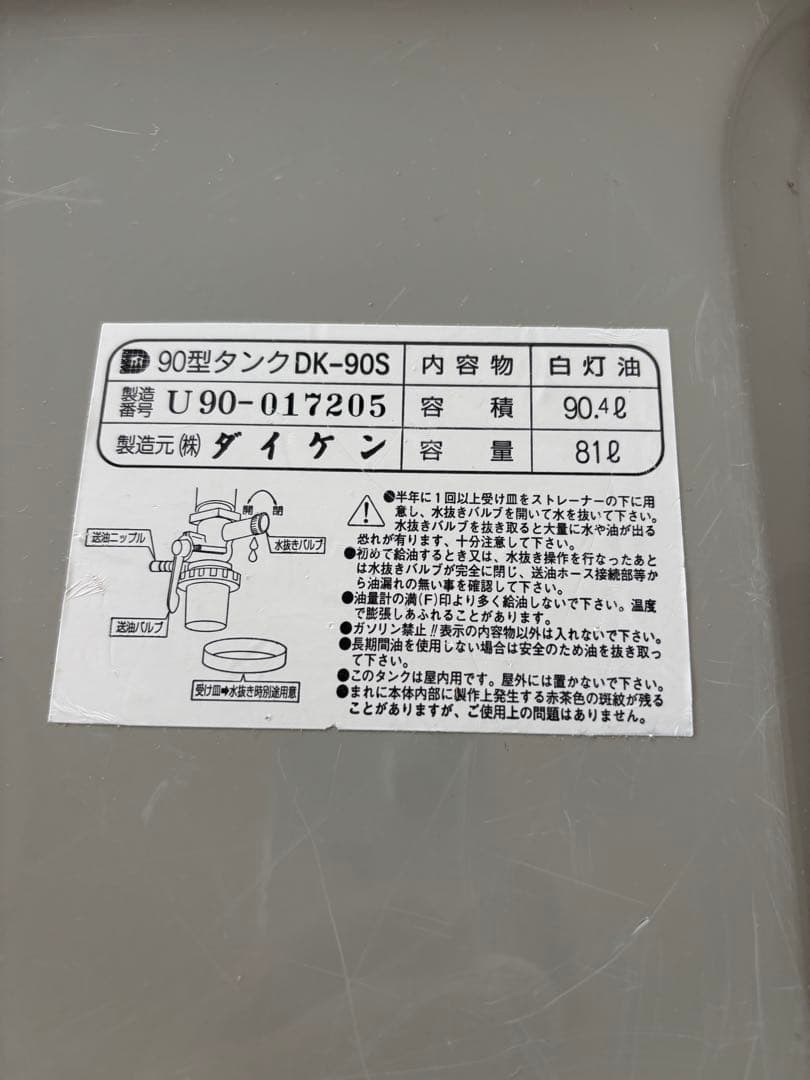 90型タンクDK-90S 内容物 白灯油
製造番号 U90-017205 容積 90.4ℓ
製造元 ㈱ ダイケン 容量 81ℓ
開 閉
送油ニップル
水抜きバルブ
送油バルブ
受け皿➡水抜き時別途用意
●半年に1回以上受け皿をストレーナーの下に用
意し、水抜きバルブを開いて水を抜いて下さい。
水抜きバルブを抜き取ると大量に水や油が出る
恐れが有ります、十分注意して下さい。
●初めて給油するとき又は、水抜き操作を行なったあと
は水抜きバルブが完全に閉じ、送油ホース接続部等か
ら油漏れの無い事を確認して下さい。
●油量計の満(F)印より多く給油しないで下さい。温度
で膨張しあふれることがあります。
●ガソリン禁止!!表示の内容物以外は入れないで下さい。
●長期間油を使用しない場合は安全のため油を抜き取っ
て下さい。
●このタンクは屋内用です。屋外には置かないで下さい。
●まれに本体内部に製作上発生する赤茶色の斑紋が残る
ことがありますが、ご使用上の問題はありません。